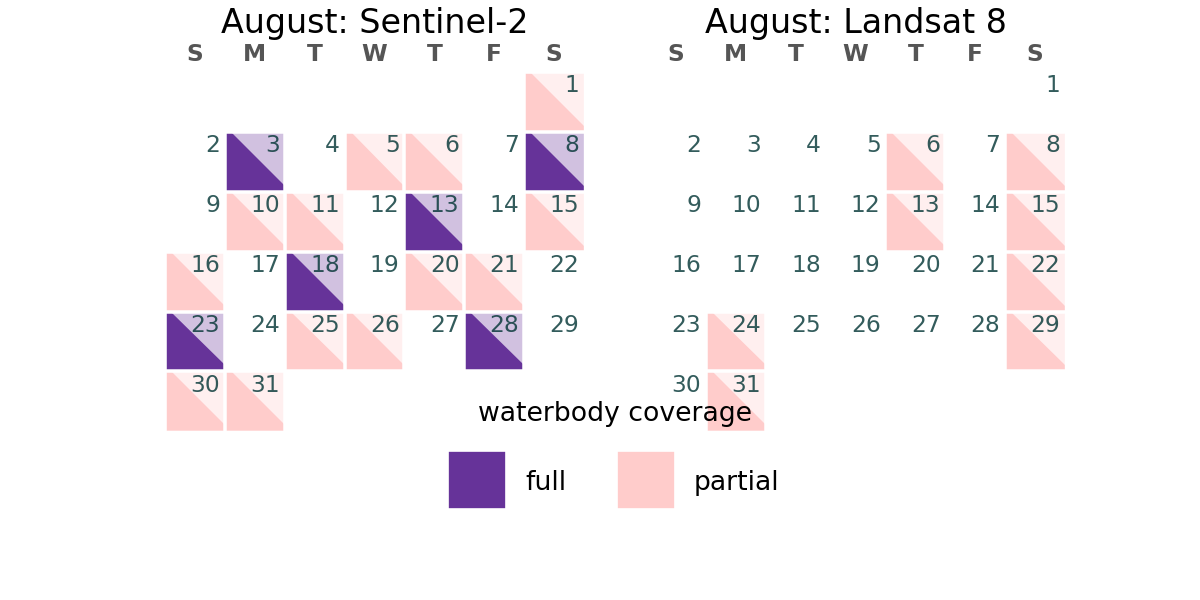 August: Sentinel-2
S M T W T F S
1
2 3 4 5 6 7 8
9 10 11 12 13 14 15
16 17 18 19 20 21 22
23 24 25 26 27 28 29
30 31
August: Landsat 8
S M T W T F S
1
2 3 4 5 6 7 8
9 10 11 12 13 14 15
16 17 18 19 20 21 22
23 24 25 26 27 28 29
30 31
waterbody coverage
full partial